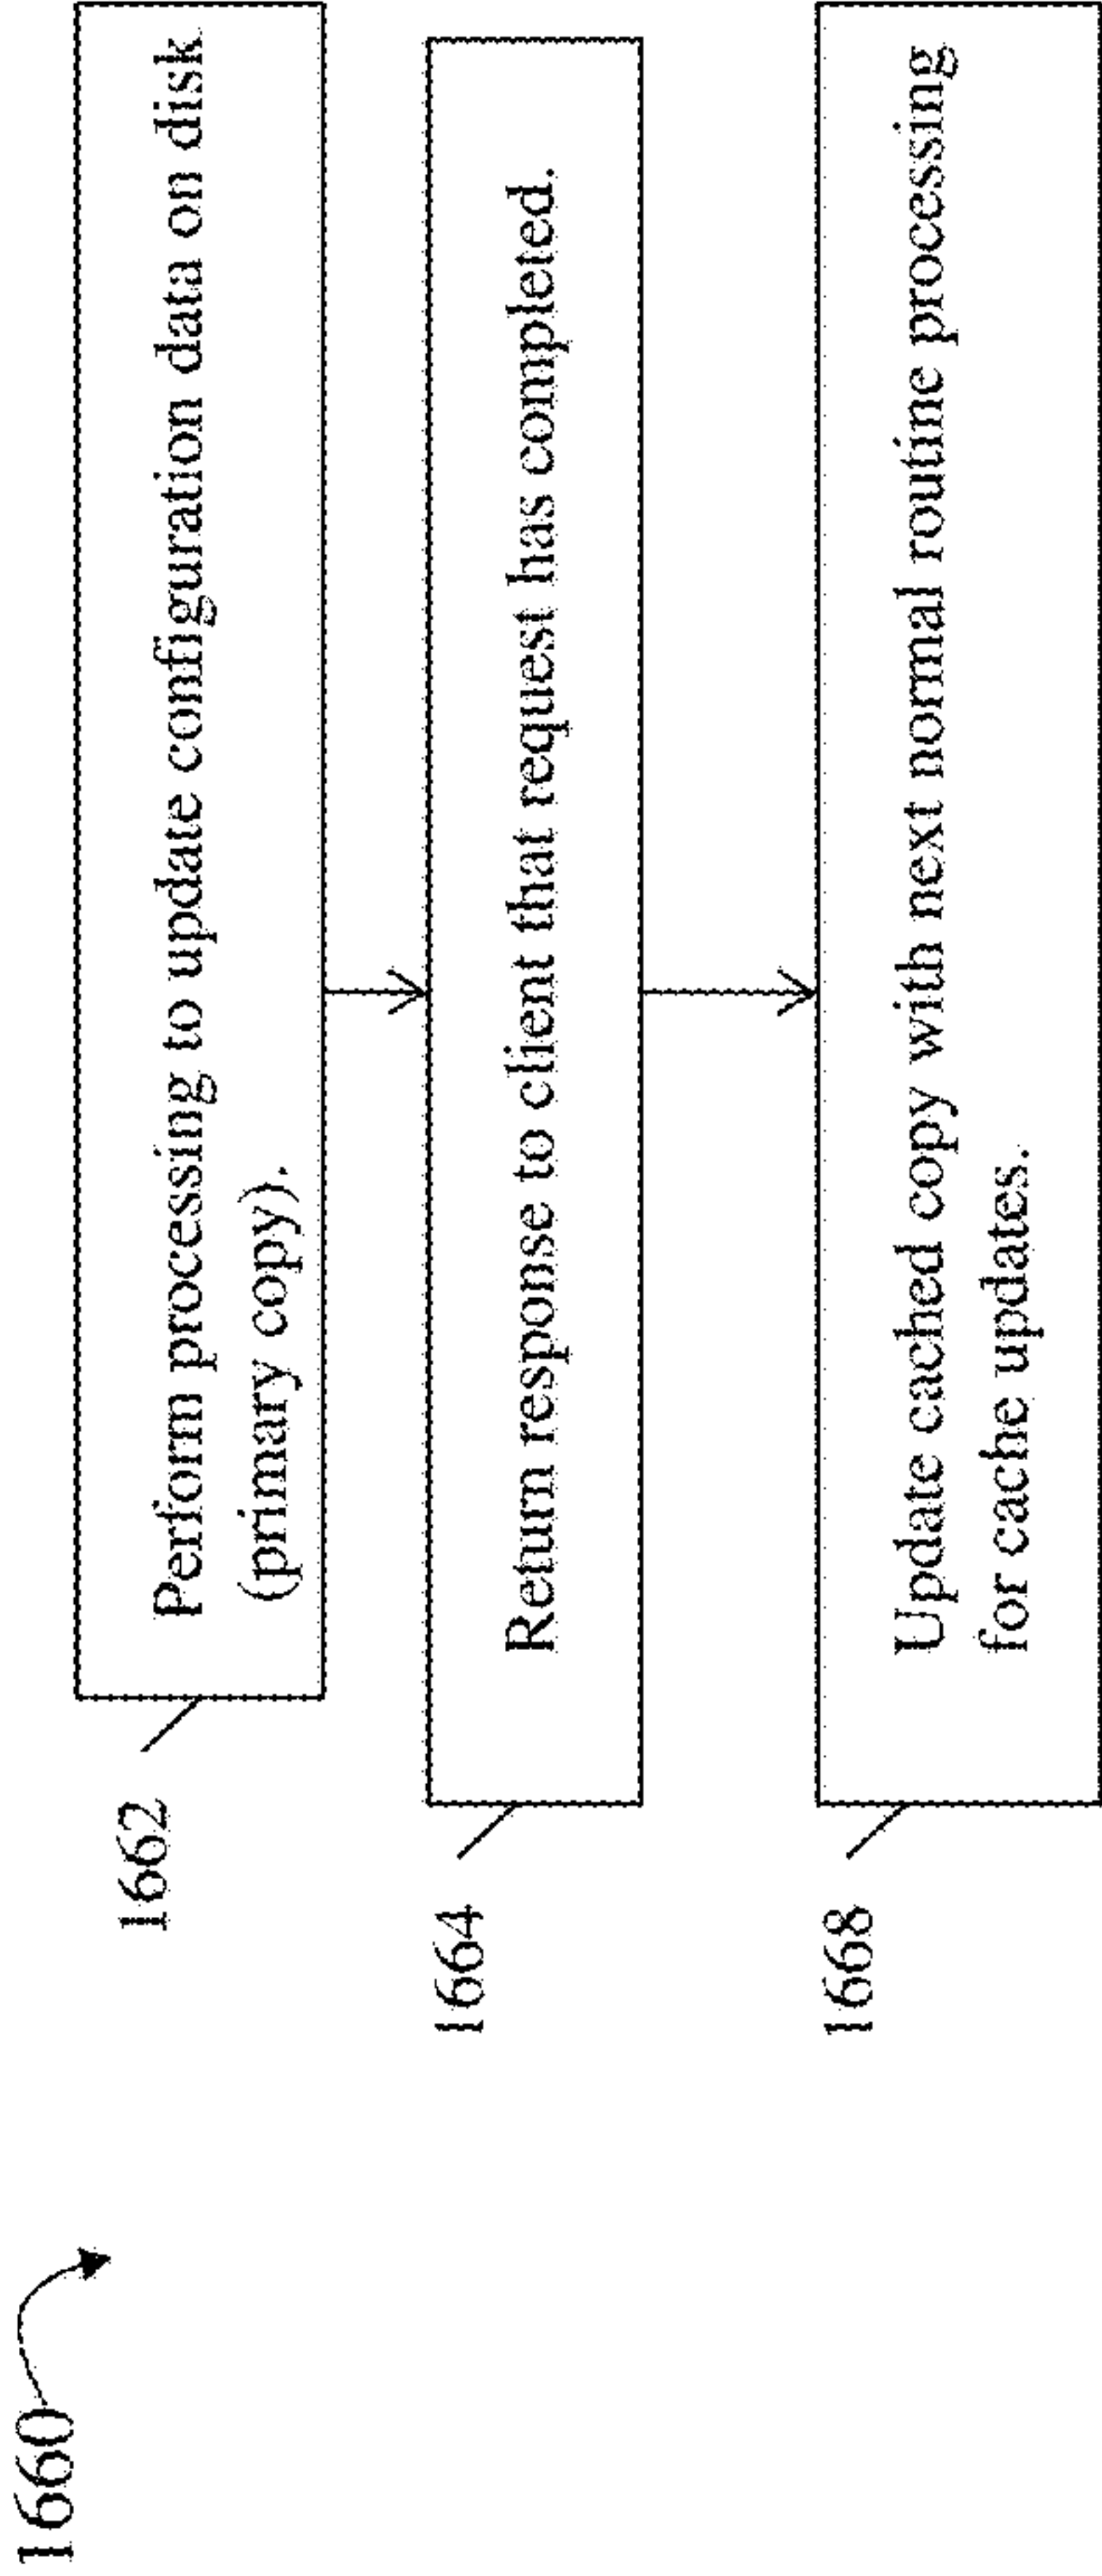 1660
1662
Perform processing to update configuration data on disk
(primary copy).
1664
Return response to client that request has completed.
1668
Update cached copy with next normal routine processing
for cache updates.